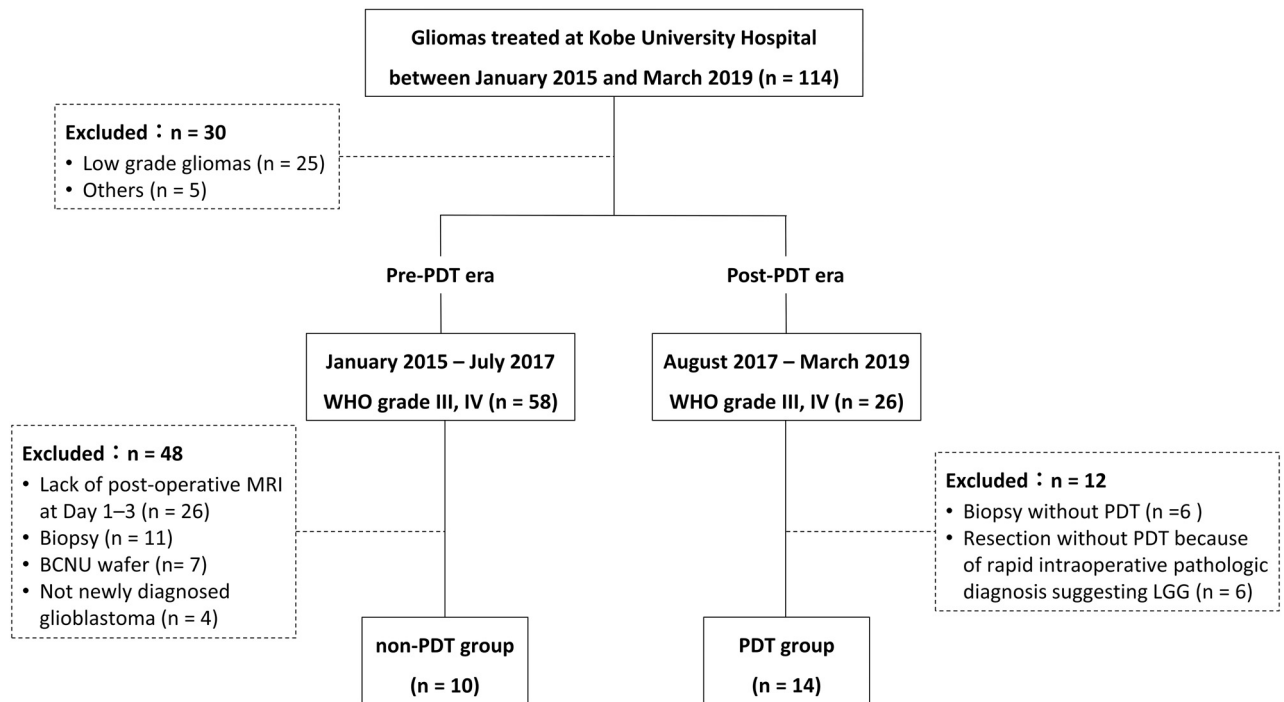 Gliomas treated at Kobe University Hospital
between January 2015 and March 2019 (n = 114)
Excluded：n = 30
• Low grade gliomas (n = 25)
• Others (n = 5)
Pre-PDT era
Post-PDT era
January 2015 – July 2017
WHO grade III, IV (n = 58)
August 2017 – March 2019
WHO grade III, IV (n = 26)
Excluded：n = 48
• Lack of post-operative MRI
at Day 1–3 (n = 26)
• Biopsy (n = 11)
• BCNU wafer (n= 7)
• Not newly diagnosed
glioblastoma (n = 4)
Excluded：n = 12
• Biopsy without PDT (n =6 )
• Resection without PDT because
of rapid intraoperative pathologic
diagnosis suggesting LGG (n = 6)
non-PDT group
(n = 10)
PDT group
(n = 14)